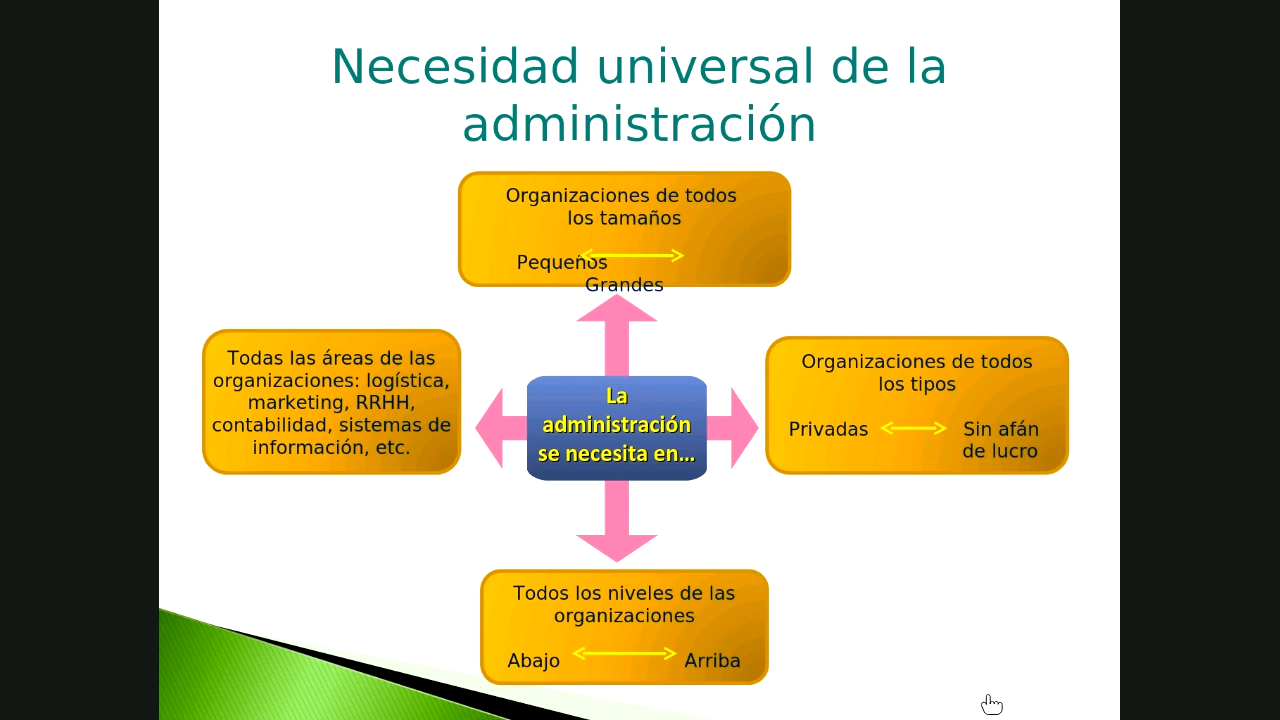 Necesidad universal de la
administración
Organizaciones de todos
los tamaños
Pequeños
Grandes
Todas las áreas de las
organizaciones: logística,
marketing, RRHH,
contabilidad, sistemas de
información, etc.
La
administración
se necesita en...
Organizaciones de todos
los tipos
Privadas
Sin afán
de lucro
Todos los niveles de las
organizaciones
Abajo
Arriba